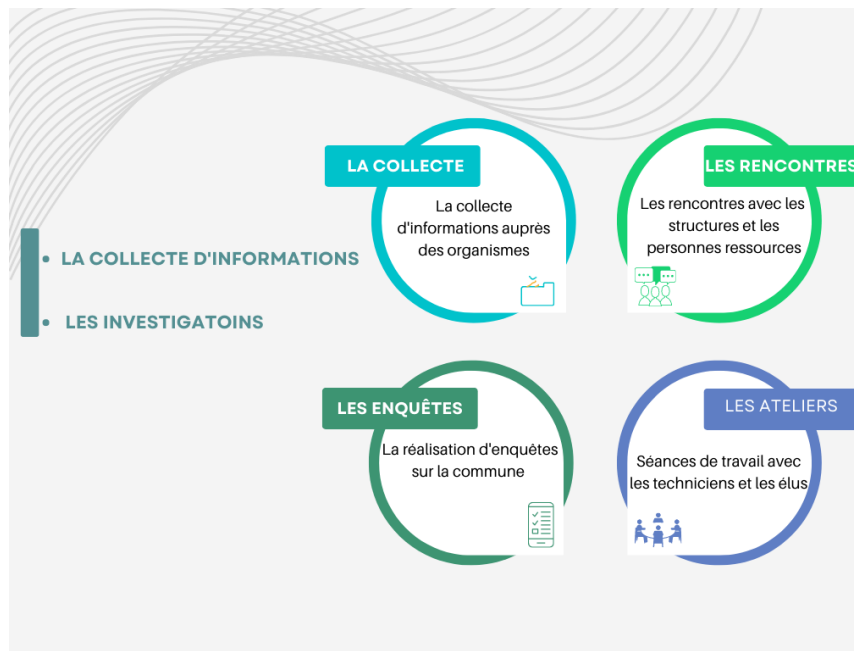 • LA COLLECTE D'INFORMATIONS
• LES INVESTIGATOINS
LA COLLECTE
La collecte
d'informations auprès
des organismes
LES RENCONTRES
Les rencontres avec les
structures et les
personnes ressources
LES ENQUÊTES
La réalisation d'enquêtes
sur la commune
LES ATELIERS
Séances de travail avec
les techniciens et les élus